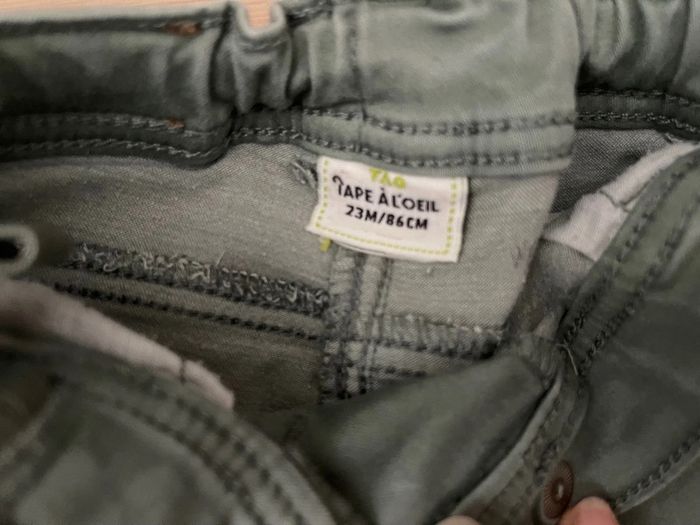 TAO
TAPE À L'OEIL
23M/86CM